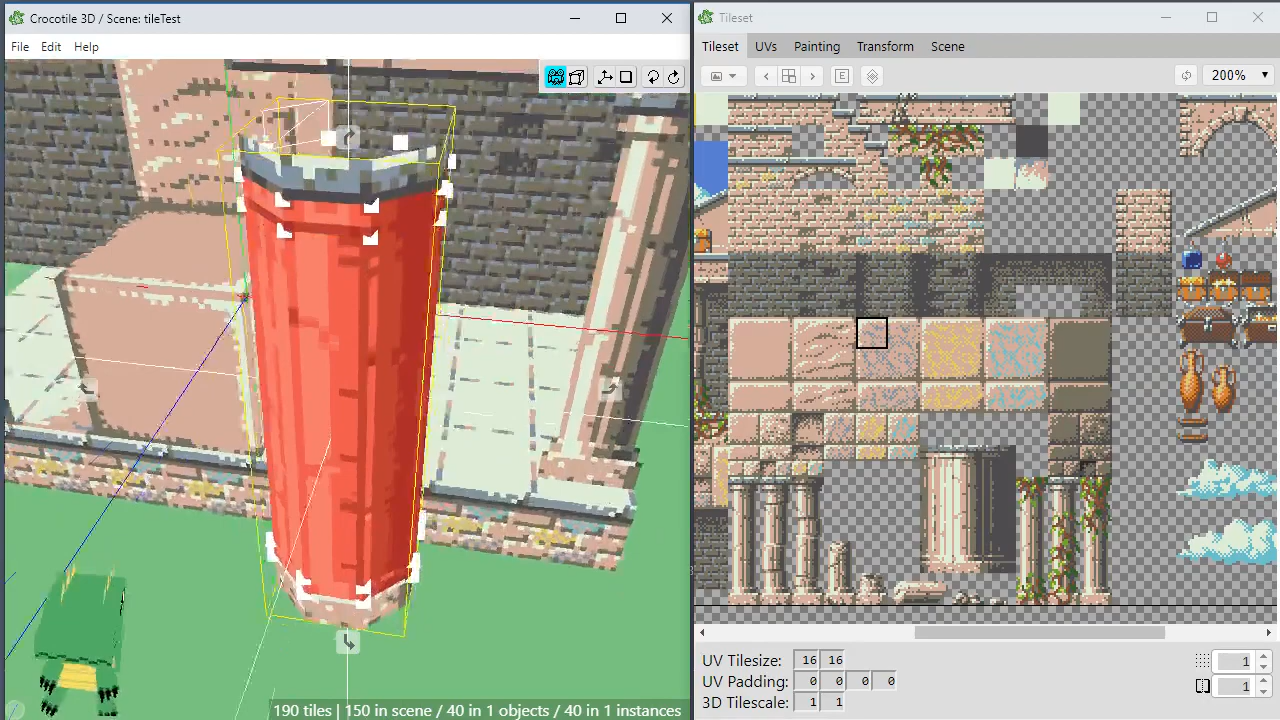 Crocotile 3D / Scene: tileTest
File Edit Help
190 tiles | 150 in scene / 40 in 1 objects / 40 in 1 instances
Tileset
Tileset UVs Painting Transform Scene
E 200%
UV Tilesize: 16 16
UV Padding: 0 0 0 0
3D Tilescale: 1 1
1
1